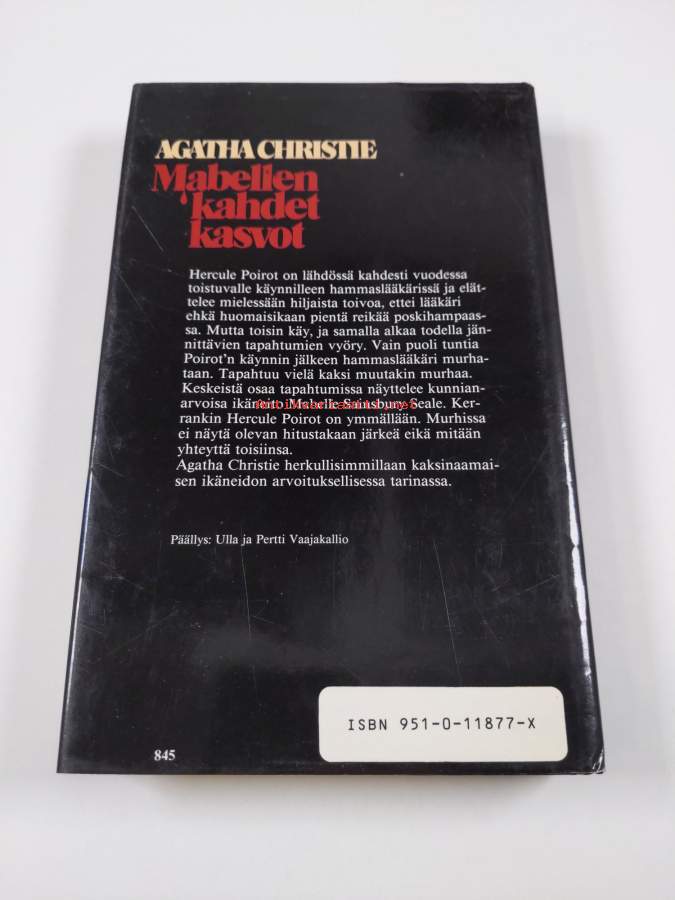 AGATHA CHRISTIE
Mabellen
kahdet
kasvot
Hercule Poirot on lähdössä kahdesti vuodessa
toistuvalle käynnilleen hammaslääkärissä ja elät-
telee mielessään hiljaista toivoa, ettei lääkäri
ehkä huomaisikaan pientä reikää poskihampaas-
sa. Mutta toisin käy, ja samalla alkaa todella jän-
nittävien tapahtumien vyöry. Vain puoli tuntia
Poirot'n käynnin jälkeen hammaslääkäri murha-
taan. Tapahtuu vielä kaksi muutakin murhaa.
Keskeistä osaa tapahtumissa näyttelee kunnian-
arvoisa ikäneito Mabelle Sainsbury Seale. Ker-
rankin Hercule Poirot on ymmällään. Murhissa
ei näytä olevan hitustakaan järkeä eikä mitään
yhteyttä toisiinsa.
Agatha Christie herkullisimmillaan kaksinaamai-
sen ikäneidon arvoituksellisessa tarinassa.
Päällys: Ulla ja Pertti Vaajakallio
ISBN 951-0-11877-X
845